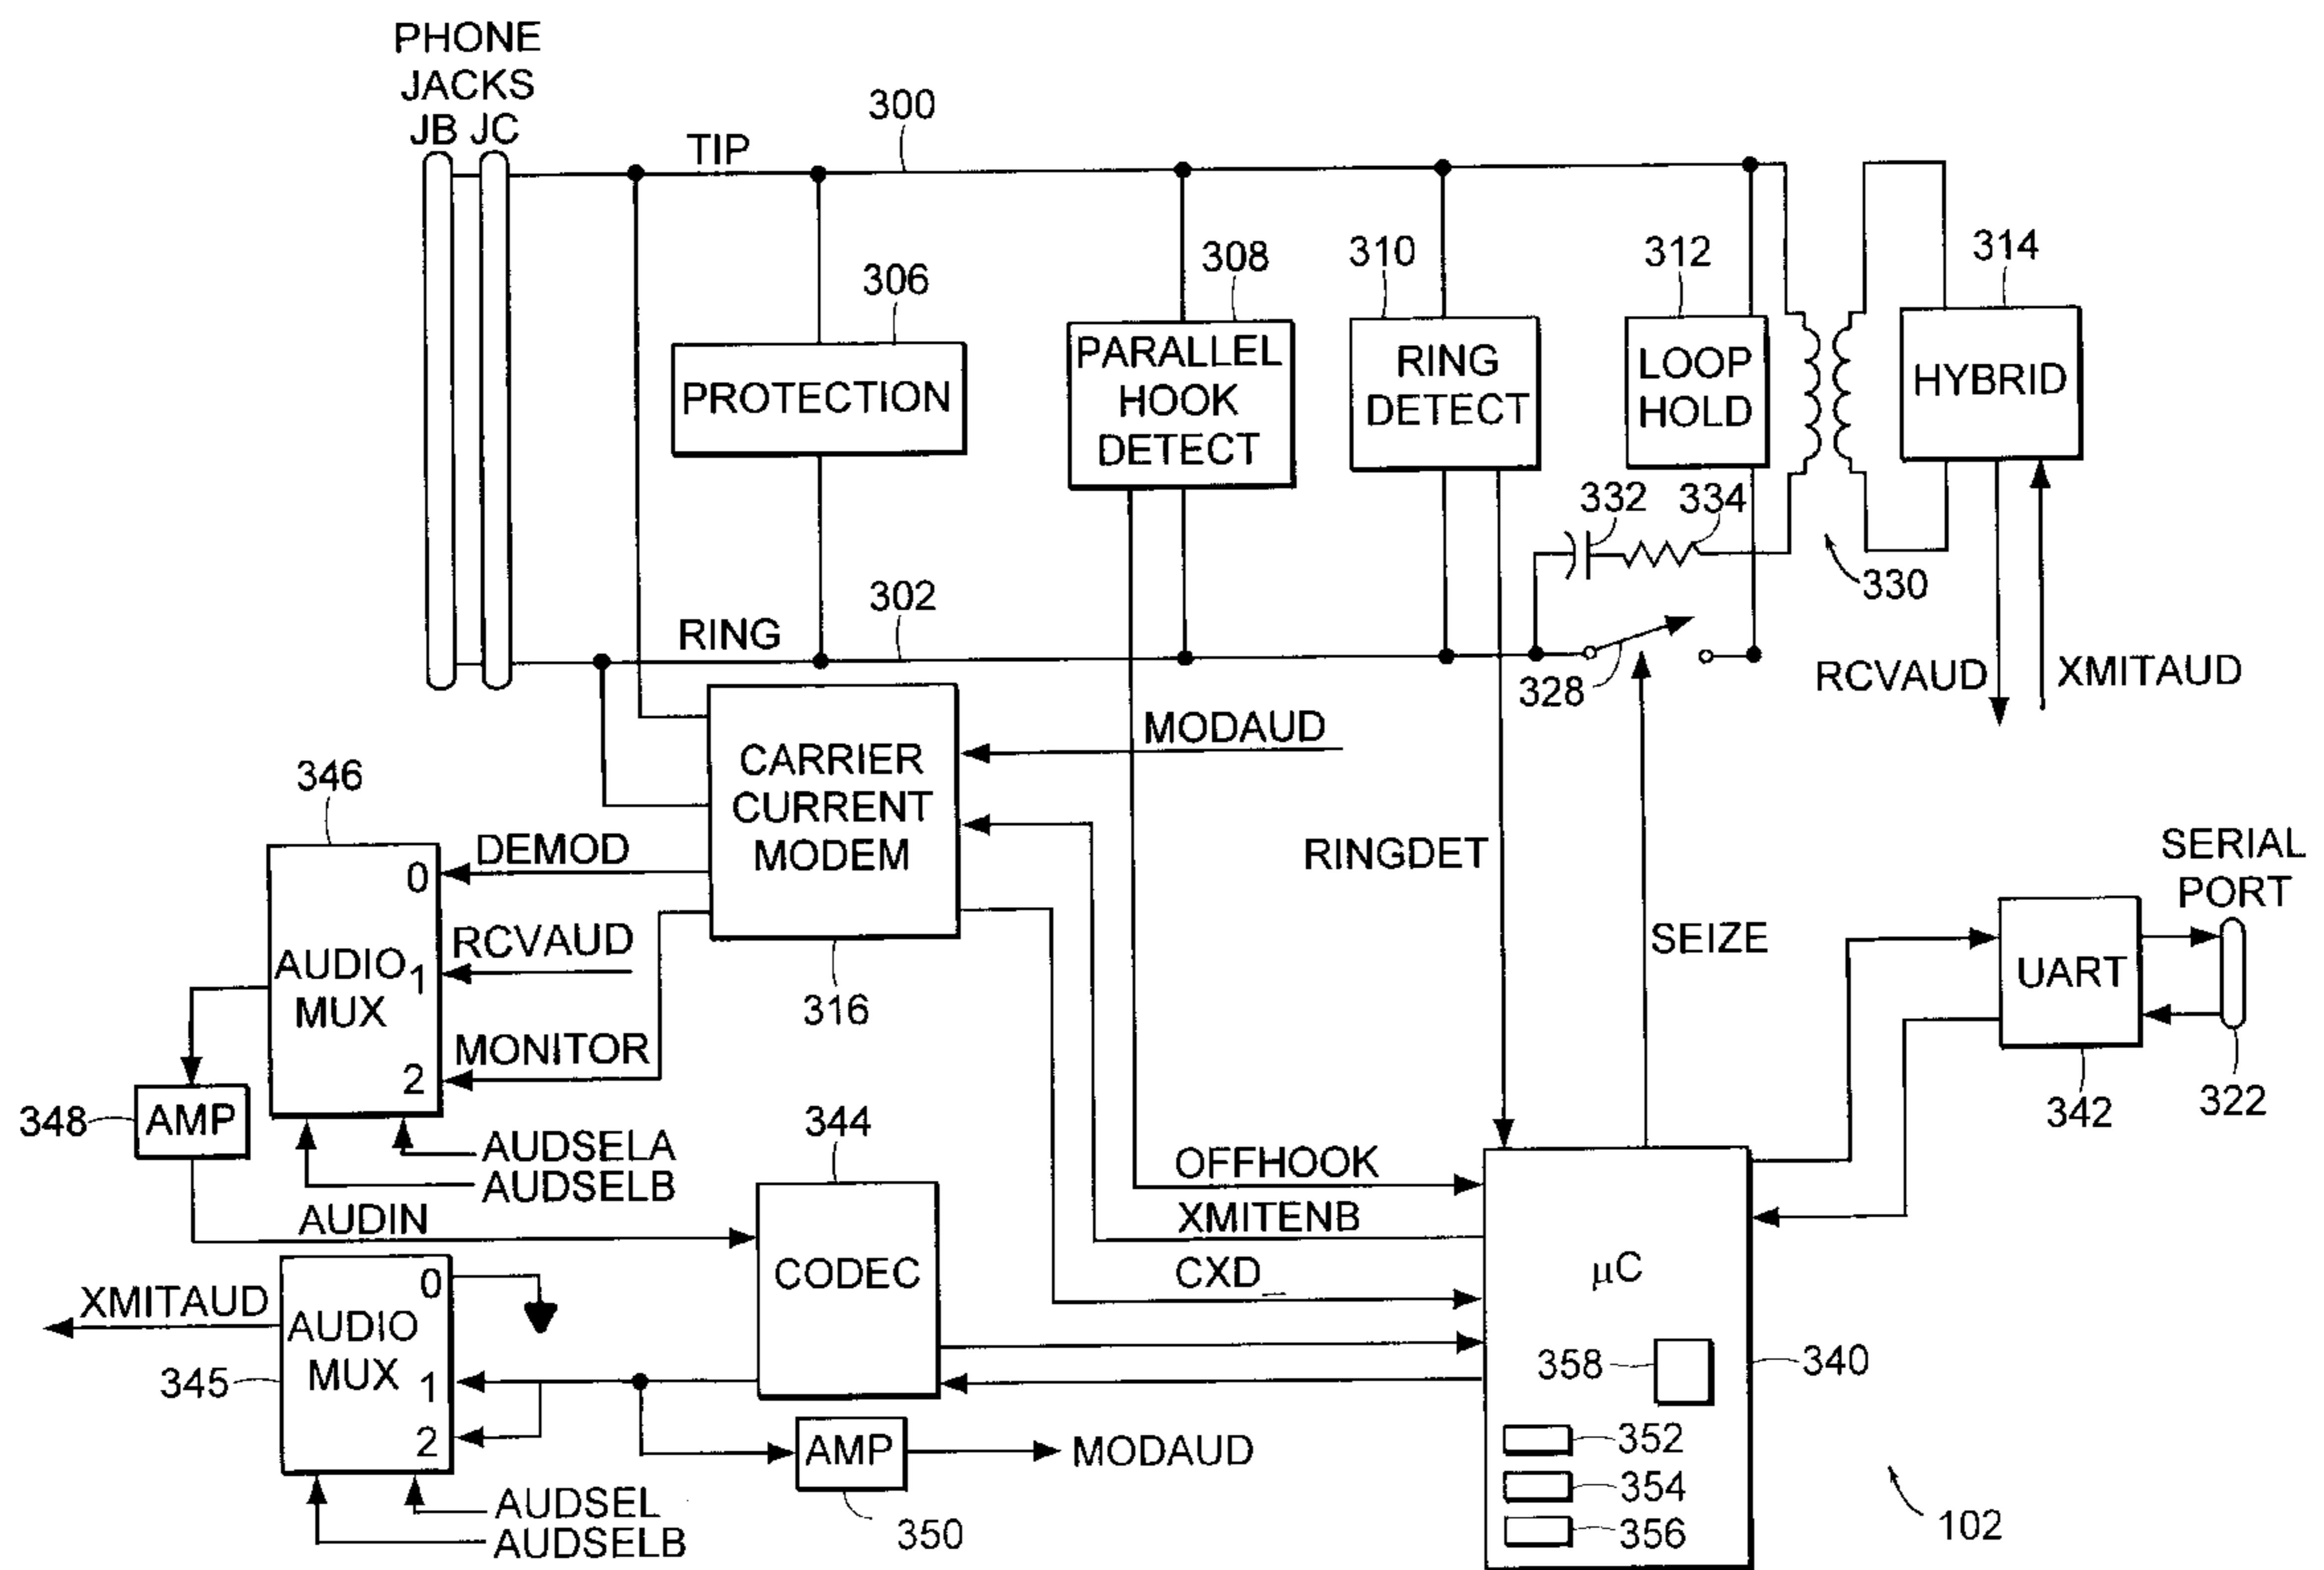 PHONE
JACKS
JB JC
TIP
300
306
308
310
312
314
PROTECTION
PARALLEL
HOOK
DETECT
RING
DETECT
LOOP
HOLD
HYBRID
332
334
330
RING
302
328
RCVAUD
XMITAUD
MODAUD
CARRIER
CURRENT
MODEM
316
346
DEMOD
0
RCVAUD
AUDIO
MUX
1
MONITOR
2
348
AMP
AUDSELA
AUDSELB
RINGDET
SEIZE
SERIAL
PORT
UART
342
322
344
OFFHOOK
XMITENB
CXD
AUDIN
CODEC
μC
XMITAUD
0
AUDIO
MUX
1
2
345
AUDSEL
AUDSELB
AMP
350
MODAUD
358
340
352
354
356
102